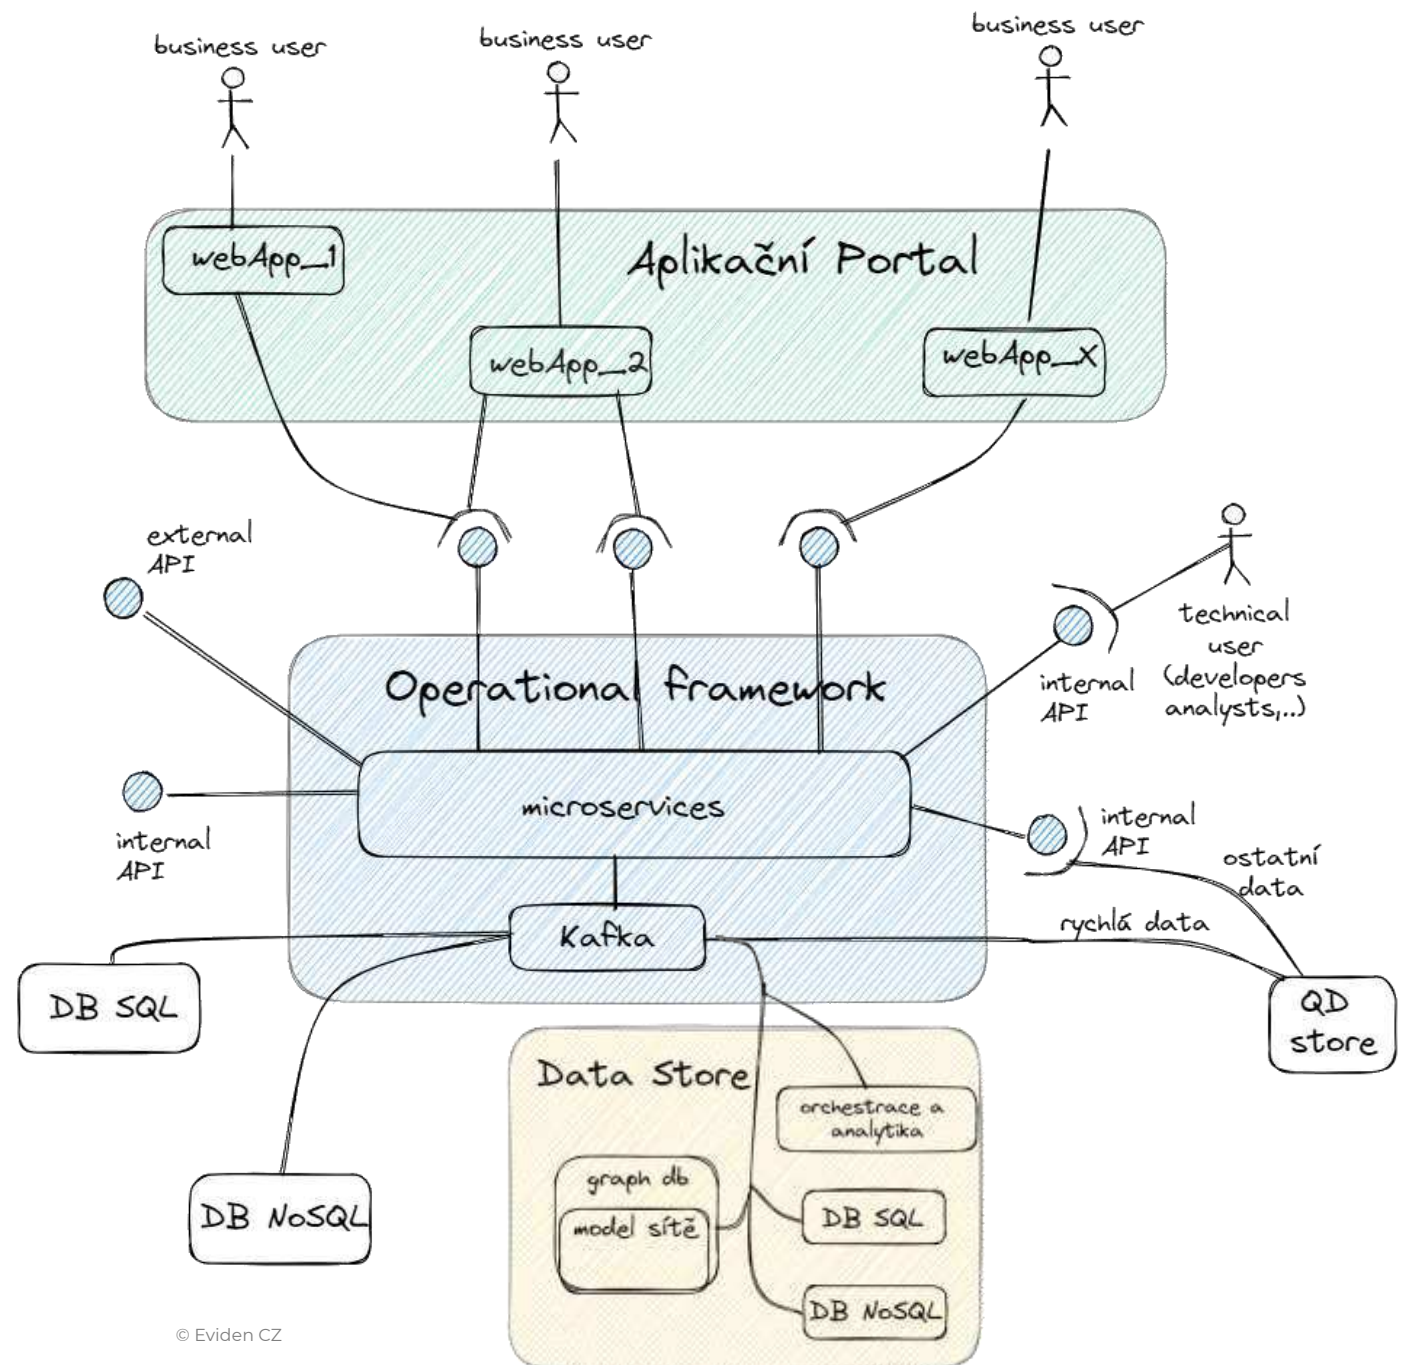 business user
business user
business user
webApp_1
Aplikační Portal
webApp_2
webApp_X
external
API
technical
user
(developers
analysts,..)
internal
API
Operational framework
microservices
internal
API
internal
API
ostatní
data
rychlá data
Kafka
DB SQL
QD
store
Data Store
orchestrace a
analytika
graph db
model sítě
DB SQL
DB NoSQL
DB NoSQL
© Eviden CZ